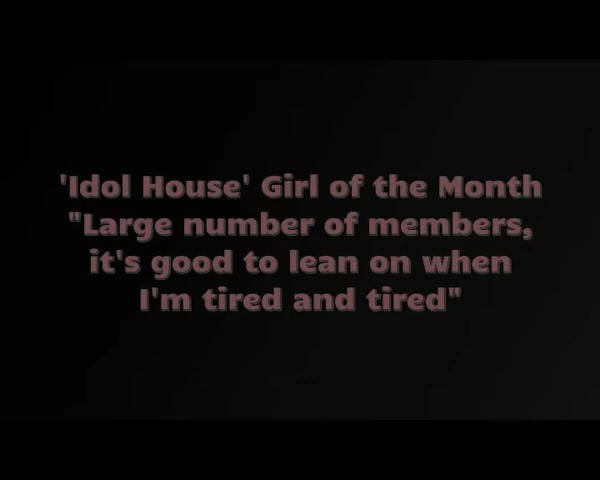 'Idol House' Girl of the Month
"Large number of members,
it's good to lean on when
I'm tired and tired"